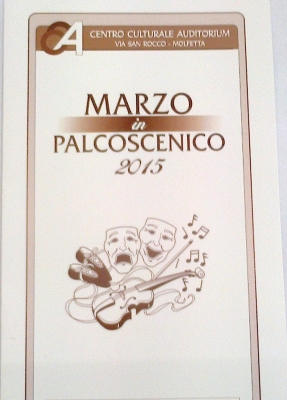 CA
CENTRO CULTURALE AUDITORIUM
VIA SAN ROCCO - MOLFETTA
MARZO
in
PALCOSCENICO
2015